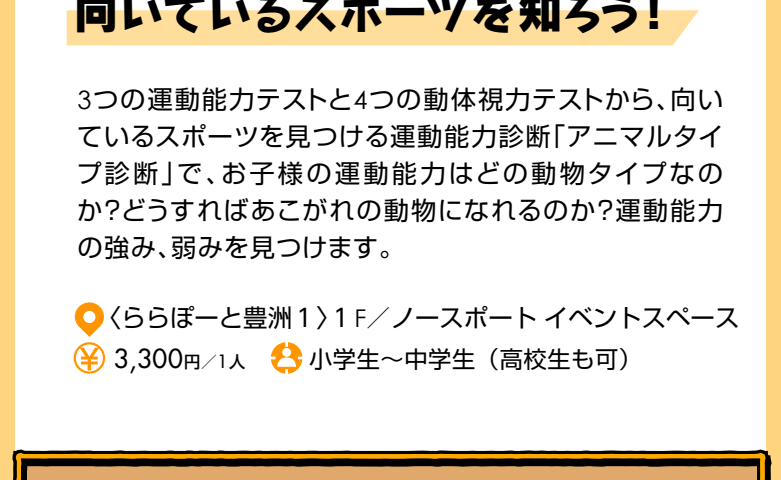 向いているスポーツを知ろう!
3つの運動能力テストと4つの動体視力テストから、向い
ているスポーツを見つける運動能力診断「アニマルタイ
プ診断」で、お子様の運動能力はどの動物タイプなの
か?どうすればあこがれの動物になれるのか?運動能力
の強み、弱みを見つけます。
〈ららぽーと豊洲1〉1F／ノースポート イベントスペース
3,300円／1人 小学生〜中学生（高校生も可）